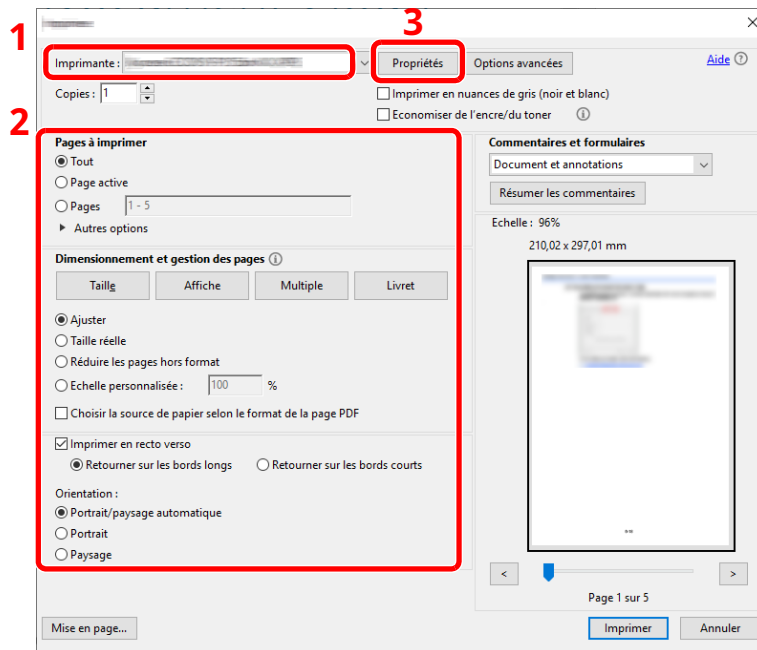 1
3
Imprimante :
Propriétés
Options avancées
Aide
Copies : 1
Imprimer en nuances de gris (noir et blanc)
Economiser de l'encre/du toner
2
Pages à imprimer
Tout
Page active
Pages 1 - 5
Autres options
Dimensionnement et gestion des pages
Taille
Affiche
Multiple
Livret
Ajuster
Taille réelle
Réduire les pages hors format
Echelle personnalisée : 100 %
Choisir la source de papier selon le format de la page PDF
Imprimer en recto verso
Retourner sur les bords longs
Retourner sur les bords courts
Orientation :
Portrait/paysage automatique
Portrait
Paysage
Commentaires et formulaires
Document et annotations
Résumer les commentaires
Echelle : 96%
210,02 x 297,01 mm
<
>
Page 1 sur 5
Mise en page...
Imprimer
Annuler